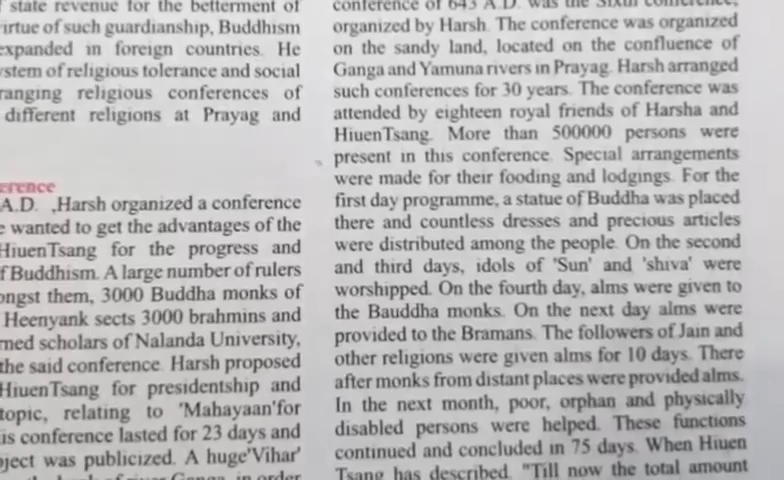 state revenue for the betterment of
such guardianship, Buddhism
expanded in foreign countries. He
of religious tolerance and social
religious conferences of
different religions at Prayag and
A.D. ,Harsh organized a conference
wanted to get the advantages of the
HiuenTsang for the progress and
Buddhism. A large number of rulers
them, 3000 Buddha monks of
Heenyank sects 3000 brahmins and
scholars of Nalanda University,
the said conference. Harsh proposed
HiuenTsang for presidentship and
topic, relating to 'Mahayaan'for
conference lasted for 23 days and
was publicized. A huge'Vihar'
conference of 643 A.D. was the Sixth conference,
organized by Harsh. The conference was organized
on the sandy land, located on the confluence of
Ganga and Yamuna rivers in Prayag. Harsh arranged
such conferences for 30 years. The conference was
attended by eighteen royal friends of Harsha and
HiuenTsang. More than 500000 persons were
present in this conference. Special arrangements
were made for their fooding and lodgings. For the
first day programme, a statue of Buddha was placed
there and countless dresses and precious articles
were distributed among the people. On the second
and third days, idols of 'Sun' and 'shiva' were
worshipped. On the fourth day, alms were given to
the Bauddha monks. On the next day alms were
provided to the Bramans. The followers of Jain and
other religions were given alms for 10 days. There
after monks from distant places were provided alms.
In the next month, poor, orphan and physically
disabled persons were helped. These functions
continued and concluded in 75 days. When Hiuen
Tsang has described. "Till now the total amount